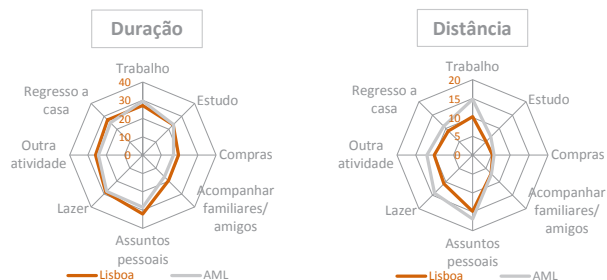 Duração
Trabalho
40
30
20
10
0
Estudo
Compras
Acompanhar
familiares/
amigos
Assuntos
pessoais
Lazer
Outra
atividade
Regresso a
casa
Lisboa
AML
Distância
Trabalho
20
15
10
5
0
Estudo
Compras
Acompanhar
familiares/
amigos
Assuntos
pessoais
Lazer
Outra
atividade
Regresso a
casa
Lisboa
AML